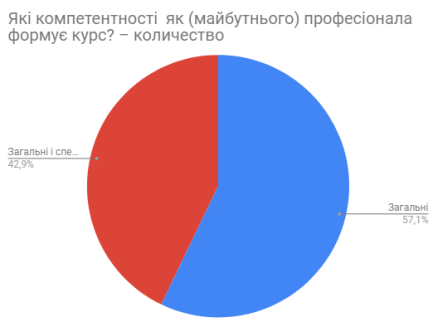 Які компетентності як (майбутнього) професіонала
формує курс? – количество
Загальні і спе...
42,9%
Загальні
57,1%